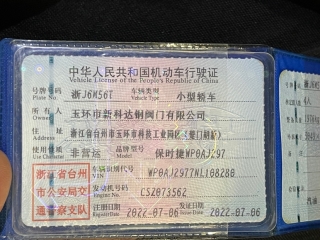 中华人民共和国机动车行驶证
Vehicle License of the People's Republic of China
号牌号码 浙J6M56T 车辆类型 小型轿车
Plate No. Vehicle Type
所有人 玉环市新科达铜阀门有限公司
Owner
住址 浙江省台州市玉环市科技工业园区(楚门胡新)
Address
使用性质 非营运 品牌型号 保时捷WP0AJ297
Use Character Model
浙江省台州 车辆识别代号 WP0AJ2977NL108280
VIN
市公安局交 发动机号码 CSZ073562
Engine No.
通警察支队 注册日期 2022-07-06 发证日期 2022-07-06
Register Date Issue Date